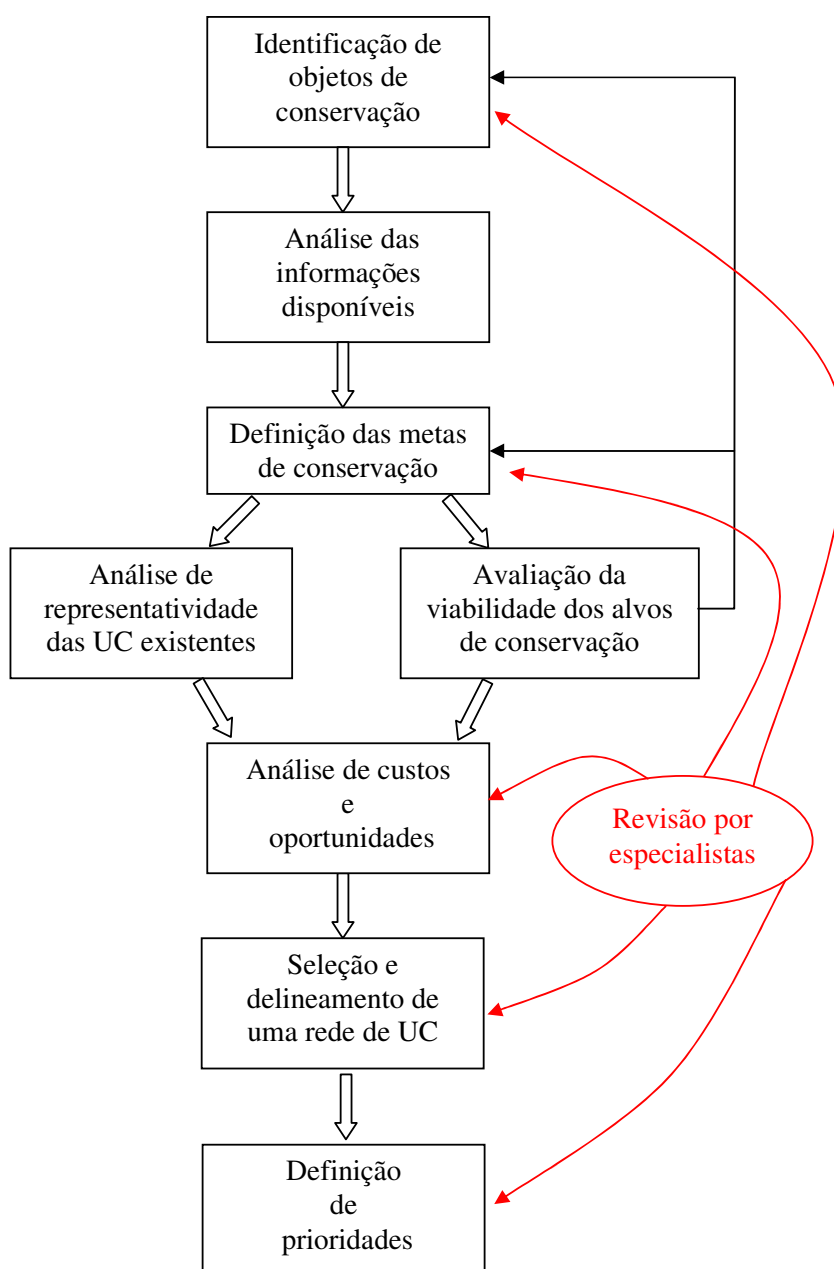 Identificação de
objetos de
conservação
Análise das
informações
disponíveis
Definição das metas
de conservação
Análise de
representatividade
das UC existentes
Avaliação da
viabilidade dos alvos
de conservação
Análise de custos
e
oportunidades
Revisão por
especialistas
Seleção e
delineamento de
uma rede de UC
Definição
de
prioridades